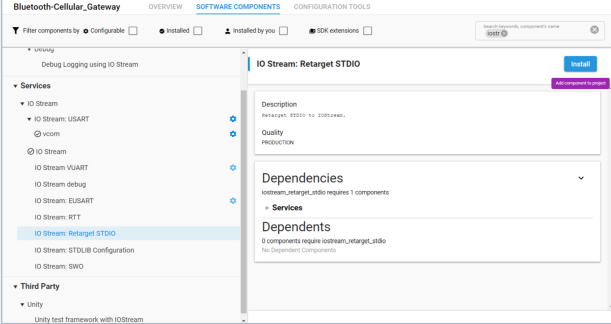 Bluetooth-Cellular_Gateway OVERVIEW SOFTWARE COMPONENTS CONFIGURATION TOOLS
Filter components by Configurable Installed Installed by you SDK extensions
Search keywords, component's name
iostr
Debug
Debug Logging using IO Stream
Services
IO Stream
IO Stream: USART
vcom
IO Stream
IO Stream VUART
IO Stream debug
IO Stream: EUSART
IO Stream: RTT
IO Stream: Retarget STDIO
IO Stream: STDLIB Configuration
IO Stream: SWO
Third Party
Unity
Unity test framework with IOStream
IO Stream: Retarget STDIO
Install
Add component to project
Description
Retarget STDIO to IOStream.
Quality
PRODUCTION
Dependencies
iostream_retarget_stdio requires 1 components
Services
Dependents
0 components require iostream_retarget_stdio
No Dependent Components